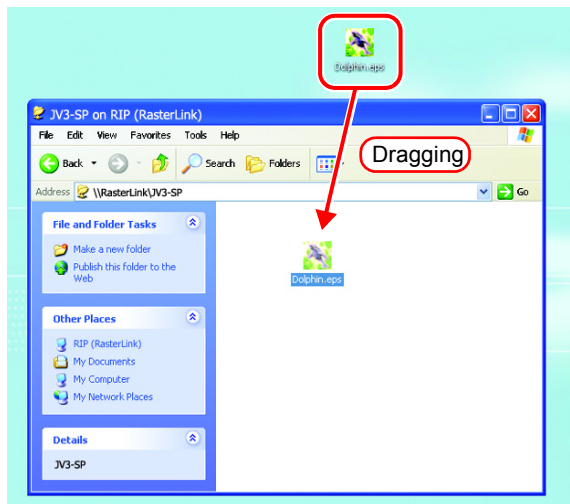 Dolphin.eps
JV3-SP on RIP (RasterLink)
File Edit View Favorites Tools Help
Back Search Folders
Dragging
Address \\RasterLink\JV3-SP Go
File and Folder Tasks
Make a new folder
Publish this folder to the
Web
Dolphin.eps
Other Places
RIP (RasterLink)
My Documents
My Computer
My Network Places
Details
JV3-SP